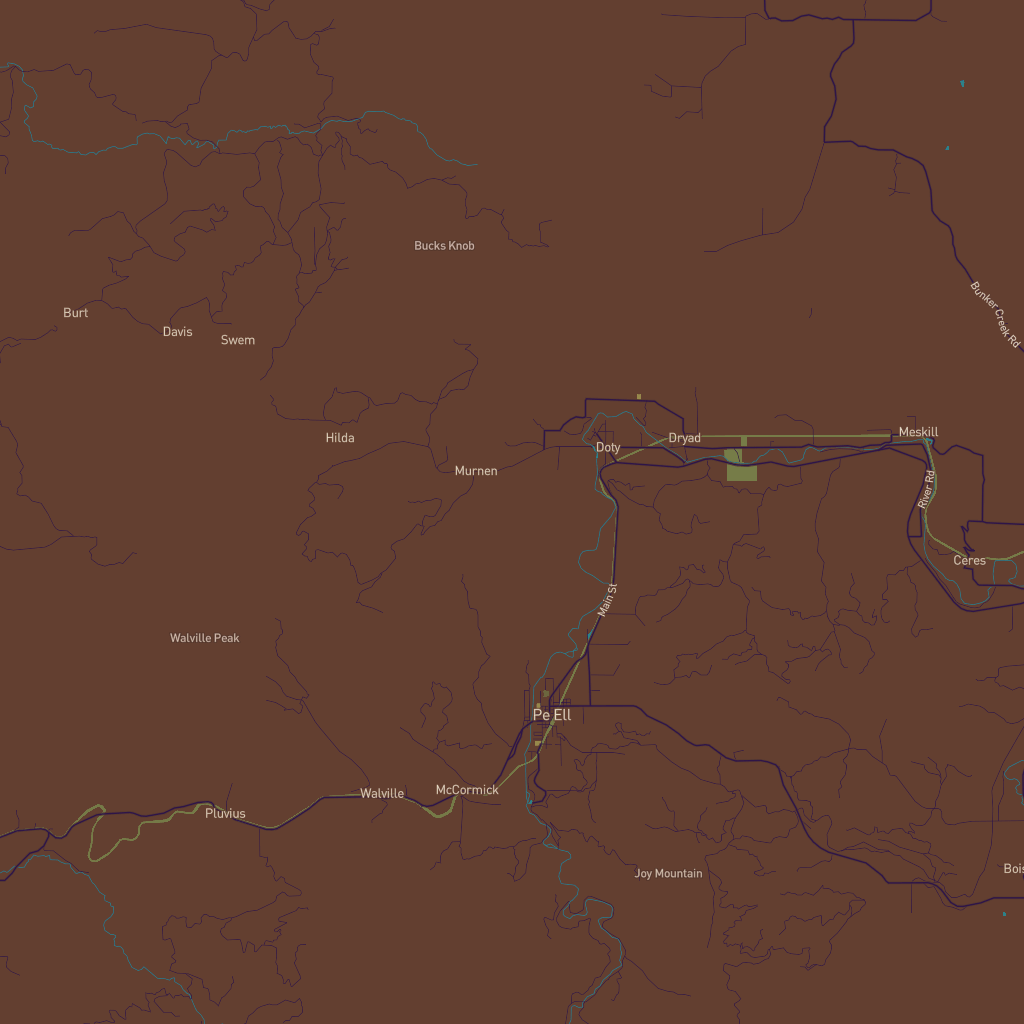 Bucks Knob
Bunker Creek Rd
Burt
Davis
Swem
Hilda
Doty
Dryad
Meskill
Murnen
River Rd
Ceres
Main St
Walville Peak
Pe Ell
McCormick
Walville
Pluvius
Joy Mountain
Bois